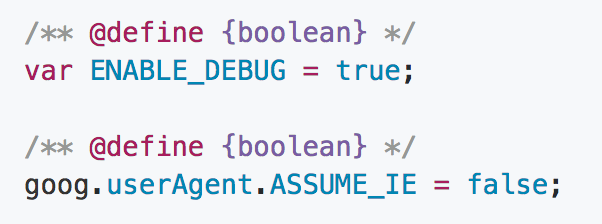 /** @define {boolean} */
var ENABLE_DEBUG = true;
/** @define {boolean} */
goog.userAgent.ASSUME_IE = false;